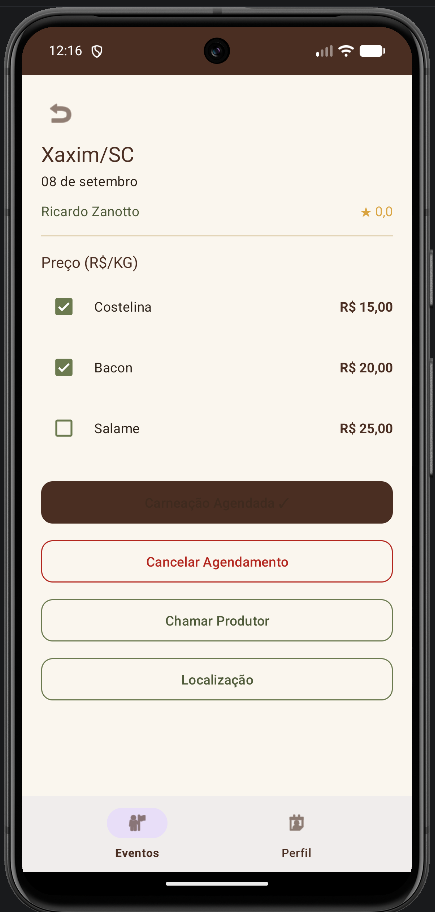 12:16
Xaxim/SC
08 de setembro
Ricardo Zanotto ★ 0,0
Preço (R$/KG)
Costelina R$ 15,00
Bacon R$ 20,00
Salame R$ 25,00
Carneação Agendada ✓
Cancelar Agendamento
Chamar Produtor
Localização
Eventos Perfil